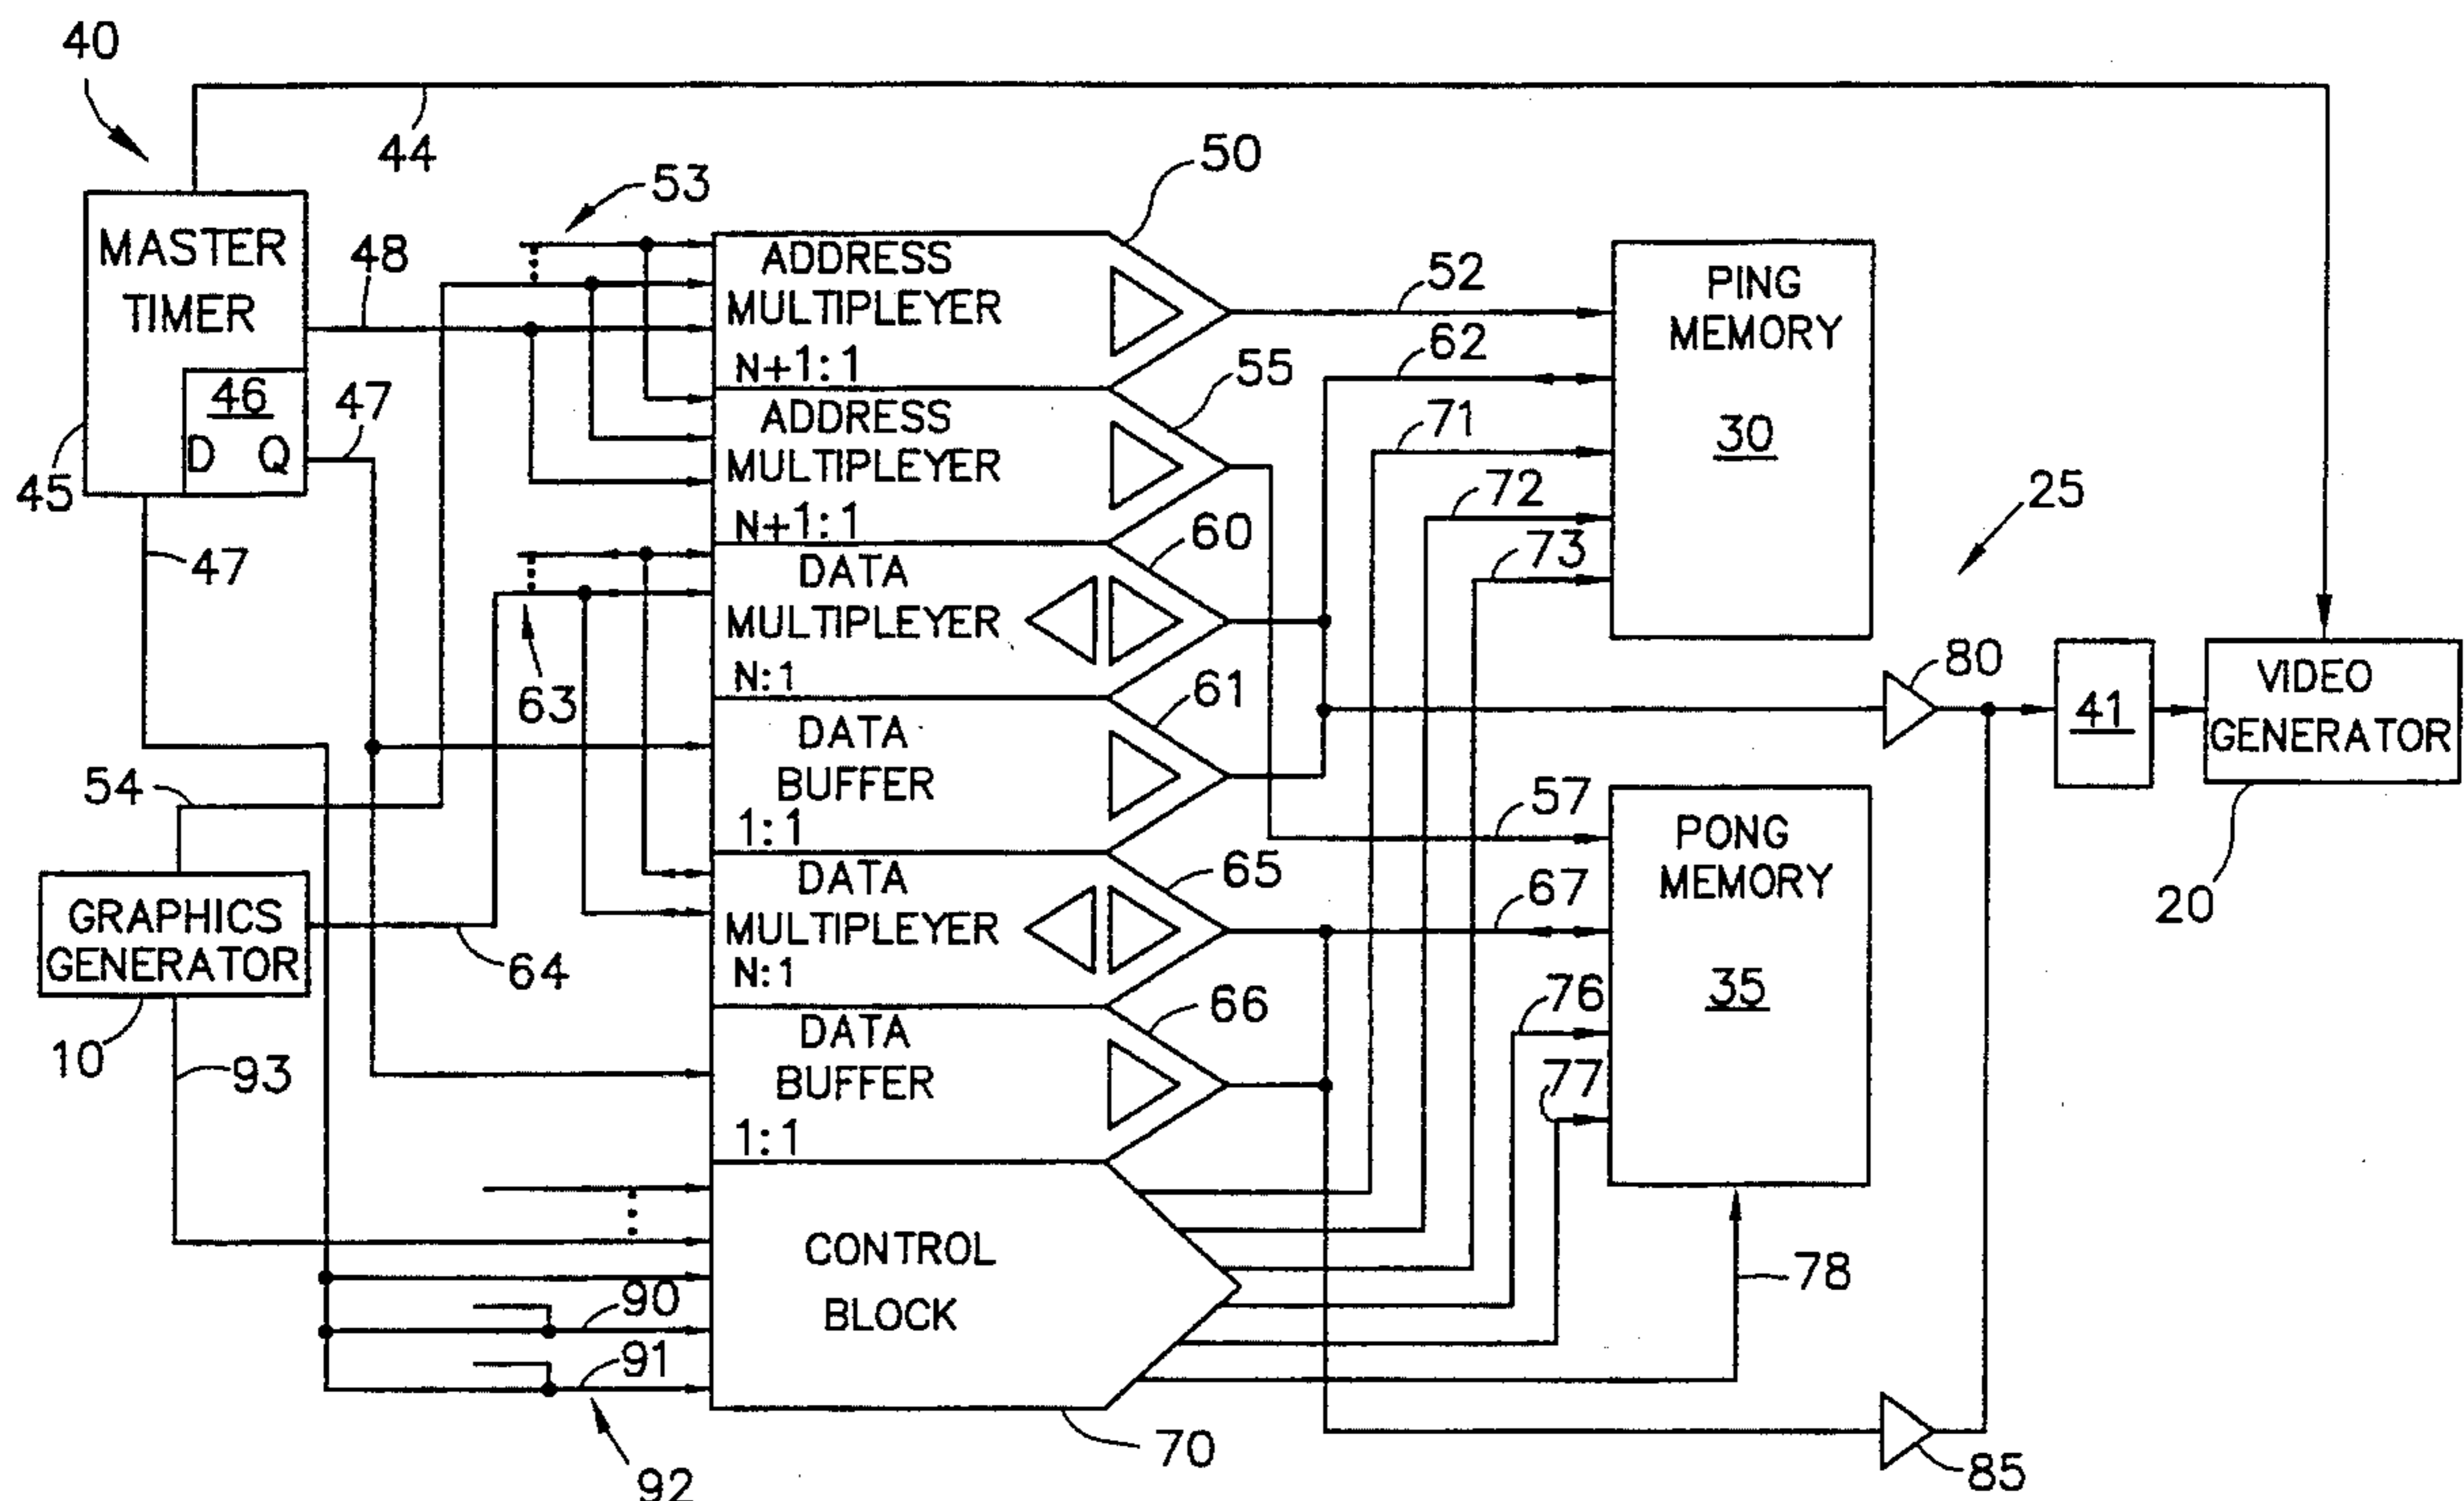 40
44
50
53
MASTER
TIMER
48
46
D Q
47
45
47
ADDRESS
MULTIPLEYER
N+1:1
52
PING
MEMORY
30
62
55
ADDRESS
MULTIPLEYER
N+1:1
71
72
73
25
60
DATA
MULTIPLEYER
N:1
63
61
80
41
VIDEO
GENERATOR
20
DATA
BUFFER
1:1
54
57
PONG
MEMORY
35
65
67
GRAPHICS
GENERATOR
10
64
DATA
MULTIPLEYER
N:1
66
76
77
93
DATA
BUFFER
1:1
CONTROL
BLOCK
78
90
91
92
70
85